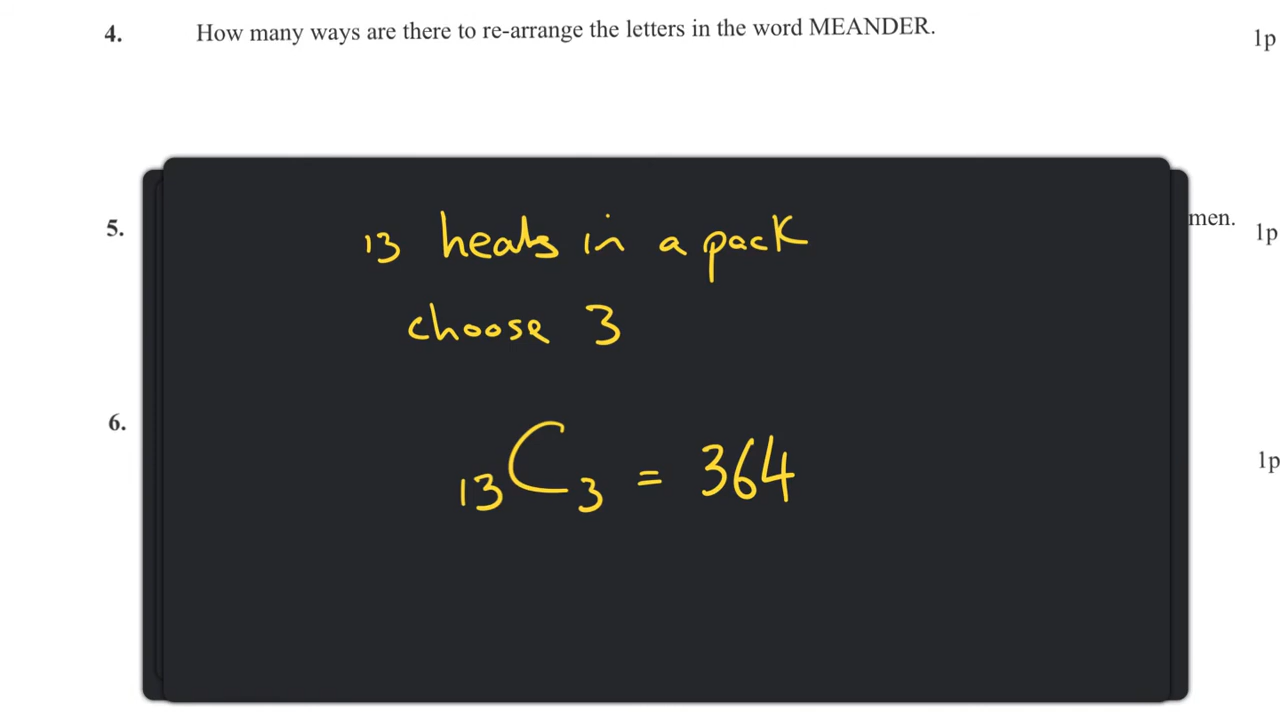 4. How many ways are there to re-arrange the letters in the word MEANDER. 1p
5. men. 1p
13 heats in a pack
choose 3
6. 1p
13C3 = 364